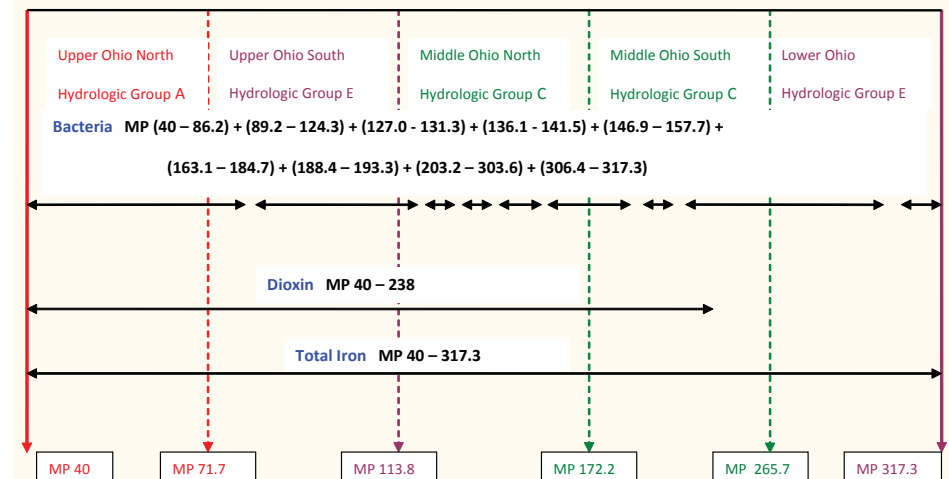 Upper Ohio North
Hydrologic Group A
Upper Ohio South
Hydrologic Group E
Middle Ohio North
Hydrologic Group C
Middle Ohio South
Hydrologic Group C
Lower Ohio
Hydrologic Group E
Bacteria MP (40 – 86.2) + (89.2 – 124.3) + (127.0 - 131.3) + (136.1 - 141.5) + (146.9 – 157.7) +
(163.1 – 184.7) + (188.4 – 193.3) + (203.2 – 303.6) + (306.4 – 317.3)
Dioxin MP 40 – 238
Total Iron MP 40 – 317.3
MP 40
MP 71.7
MP 113.8
MP 172.2
MP 265.7
MP 317.3